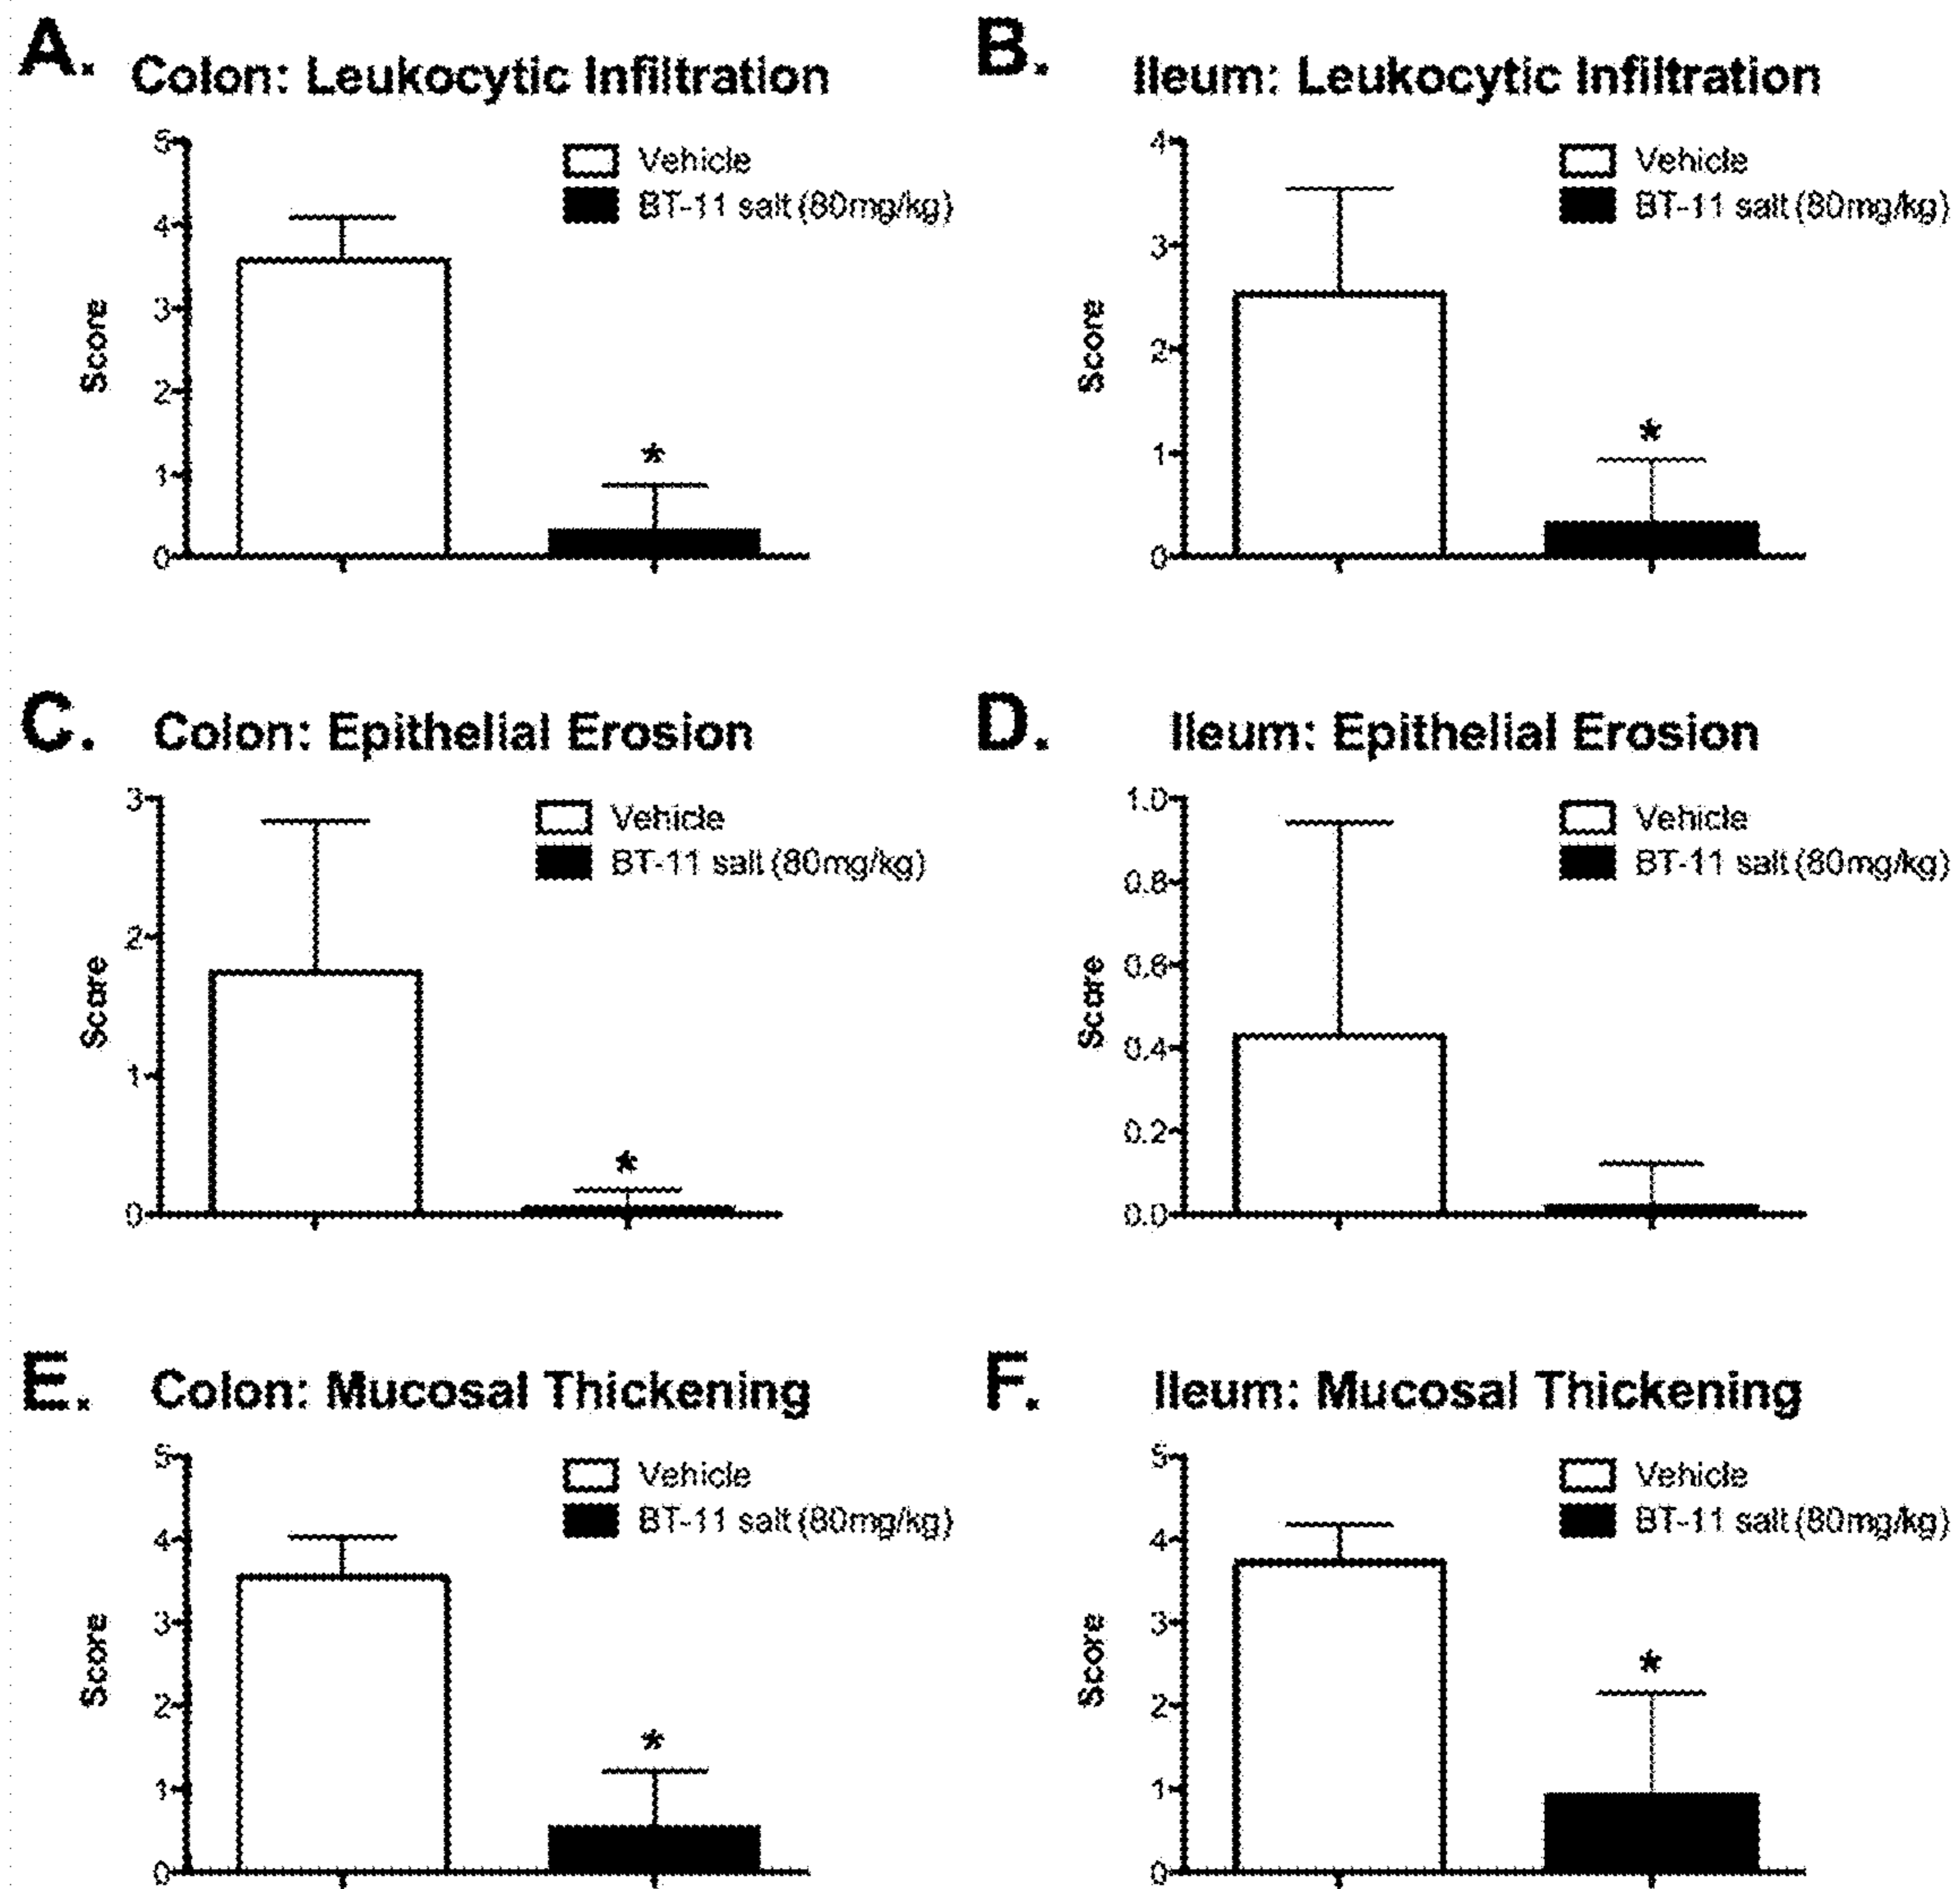 A.
Colon: Leukocytic Infiltration
Vehicle
BT-11 salt (80mg/kg)
Score
5
4
3
2
1
0
*
B.
Ileum: Leukocytic Infiltration
Vehicle
BT-11 salt (80mg/kg)
Score
4
3
2
1
0
*
C.
Colon: Epithelial Erosion
Vehicle
BT-11 salt (80mg/kg)
Score
3
2
1
0
*
D.
Ileum: Epithelial Erosion
Vehicle
BT-11 salt (80mg/kg)
Score
1.0
0.8
0.6
0.4
0.2
0.0
E.
Colon: Mucosal Thickening
Vehicle
BT-11 salt (80mg/kg)
Score
5
4
3
2
1
0
*
F.
Ileum: Mucosal Thickening
Vehicle
BT-11 salt (80mg/kg)
Score
5
4
3
2
1
0
*